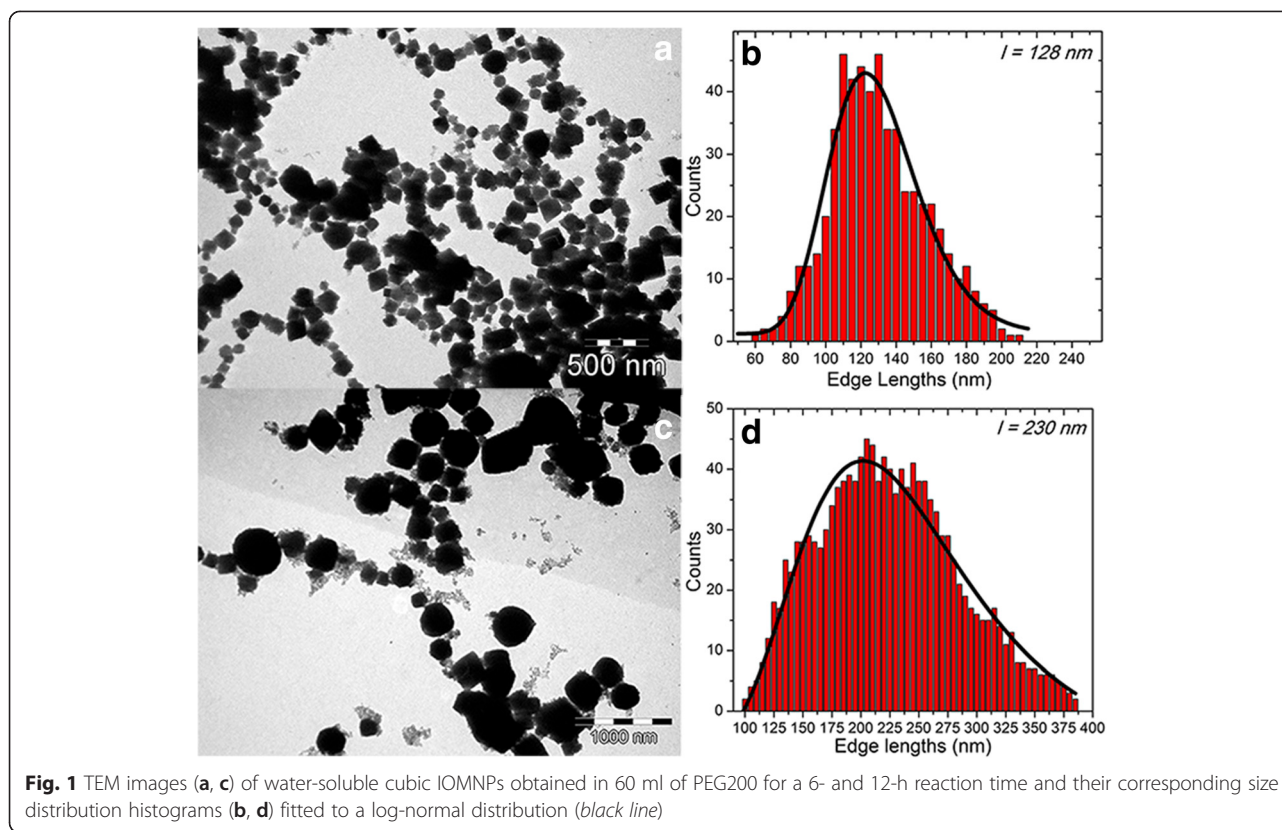 a
500 nm
b
l = 128 nm
40
30
20
10
0
Counts
60 80 100 120 140 160 180 200 220 240
Edge Lengths (nm)
c
1000 nm
d
l = 230 nm
50
40
30
20
10
0
Counts
100 125 150 175 200 225 250 275 300 325 350 375 400
Edge lengths (nm)
Fig. 1 TEM images (a, c) of water-soluble cubic IOMNPs obtained in 60 ml of PEG200 for a 6- and 12-h reaction time and their corresponding size
distribution histograms (b, d) fitted to a log-normal distribution (black line)